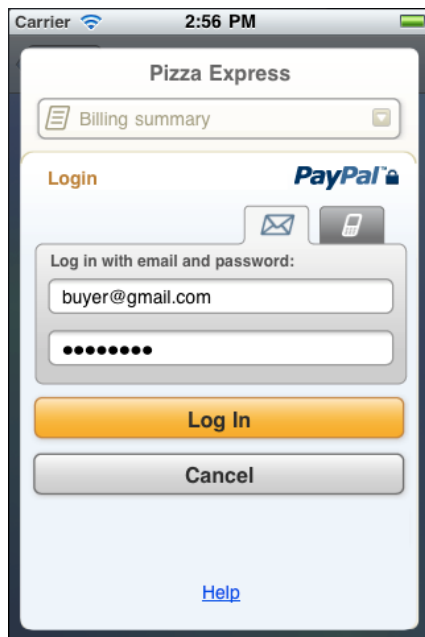 Carrier 2:56 PM
Pizza Express
Billing summary
Login PayPal™
Log in with email and password:
buyer@gmail.com
●●●●●●●●
Log In
Cancel
Help